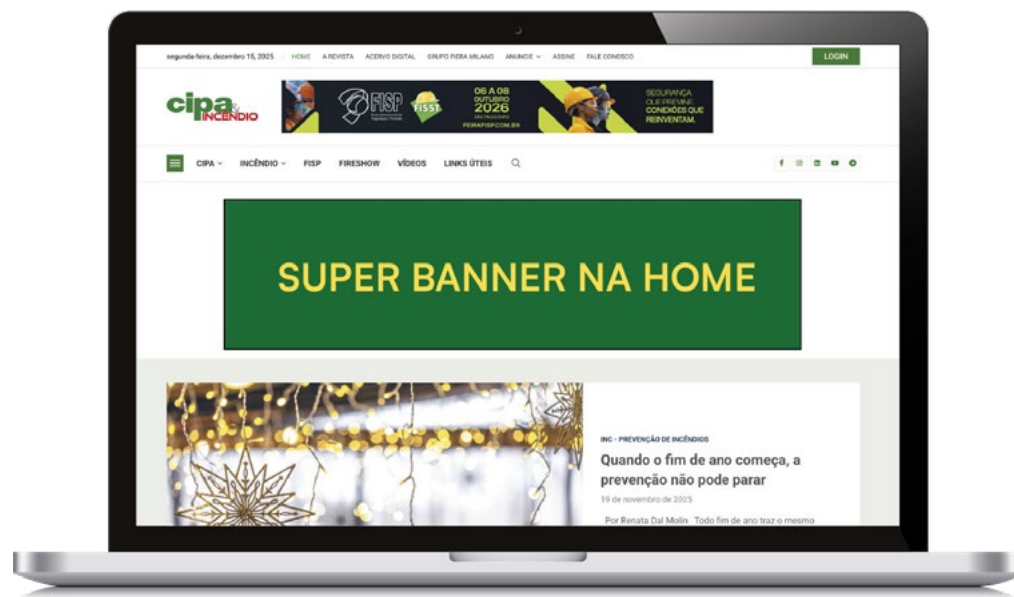 segunda-feira, dezembro 15, 2025 HOME A REVISTA ACERVO DIGITAL GRUPO FIERA MILANO ANUNCIE ASSINE FALE CONOSCO LOGIN
cipa&
INCÊNDIO
FISP
FISST
06 A 08
OUTUBRO
2026
SÃO PAULO EXPO
FEIRAFISP.COM.BR
SEGURANÇA
QUE PREVINE.
CONEXÕES QUE
REINVENTAM.
CIPA INCÊNDIO FISP FIRESHOW VÍDEOS LINKS ÚTEIS
SUPER BANNER NA HOME
INC - PREVENÇÃO DE INCÊNDIOS
Quando o fim de ano começa, a
prevenção não pode parar
19 de novembro de 2025
Por Renata Dal Molin Todo fim de ano traz o mesmo